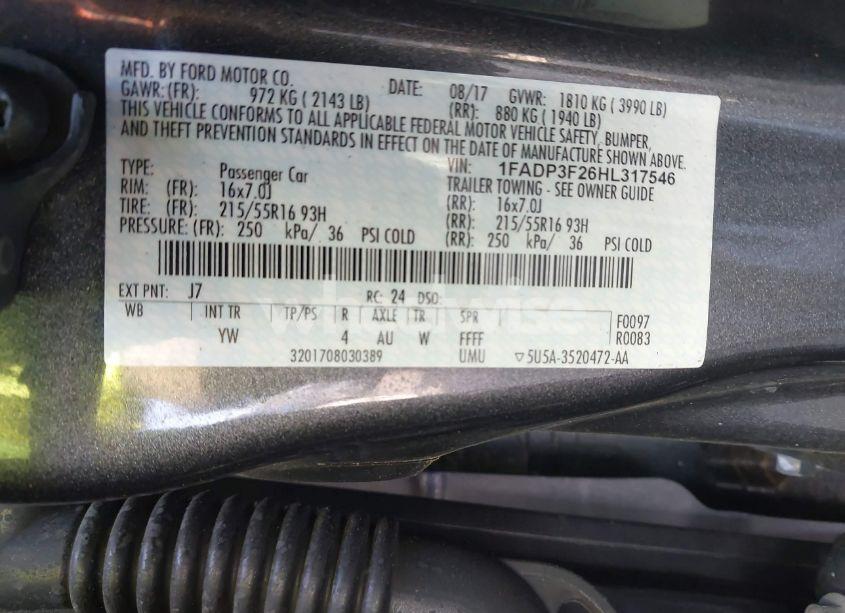 MFD. BY FORD MOTOR CO. DATE: 08/17 GVWR: 1810 KG ( 3990 LB)
GAWR: (FR): 972 KG ( 2143 LB) (RR): 880 KG ( 1940 LB)
THIS VEHICLE CONFORMS TO ALL APPLICABLE FEDERAL MOTOR VEHICLE SAFETY, BUMPER,
AND THEFT PREVENTION STANDARDS IN EFFECT ON THE DATE OF MANUFACTURE SHOWN ABOVE.
TYPE: Passenger Car VIN: 1FADP3F26HL317546
TRAILER TOWING - SEE OWNER GUIDE
RIM: (FR): 16x7.0J (RR): 16x7.0J
TIRE: (FR): 215/55R16 93H (RR): 215/55R16 93H
PRESSURE: (FR): 250 kPa/ 36 PSI COLD (RR): 250 kPa/ 36 PSI COLD
EXT PNT: J7 RC: 24 DSO:
WB INT TR TP/PS R AXLE TR SPR F0097
YW 4 AU W FFFF R0083
3201708030389 UMU ▽5U5A-3520472-AA